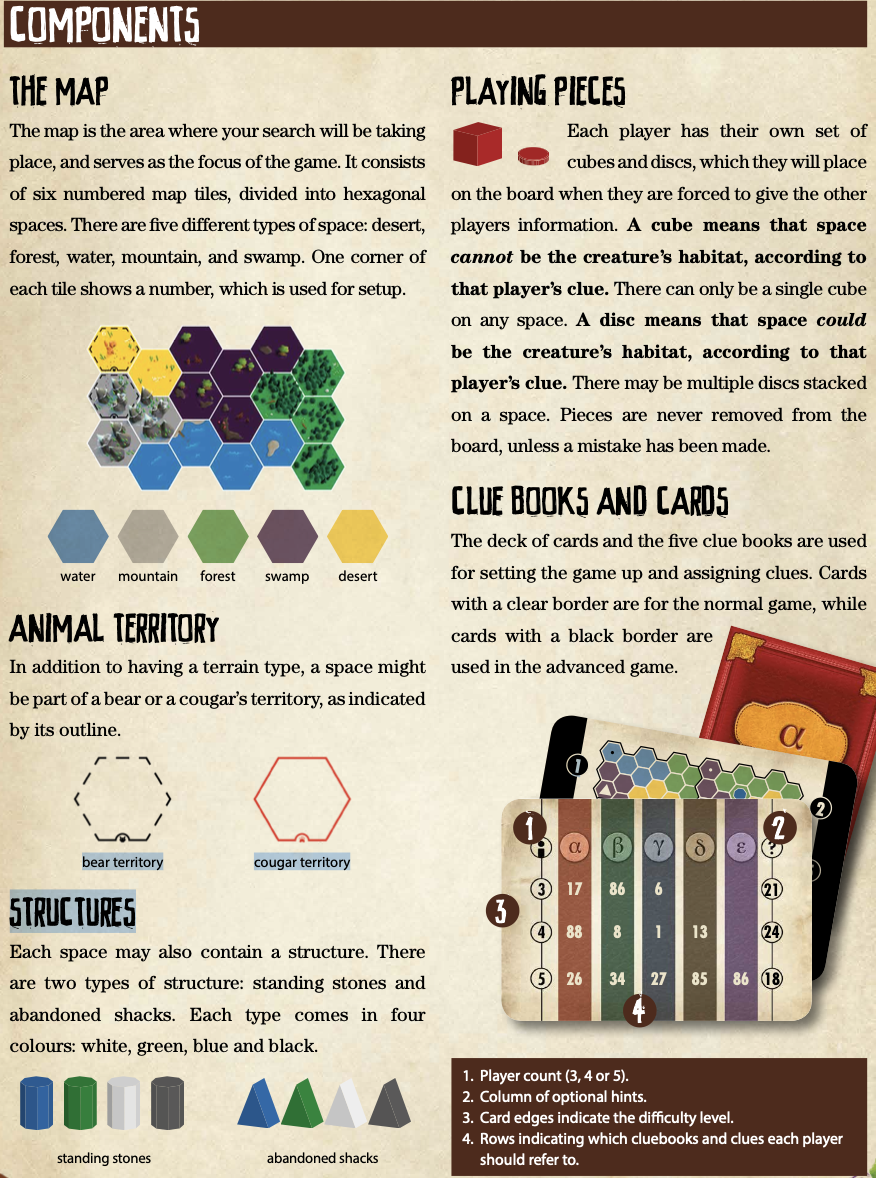 COMPONENTS
THE MAP
The map is the area where your search will be taking
place, and serves as the focus of the game. It consists
of six numbered map tiles, divided into hexagonal
spaces. There are five different types of space: desert,
forest, water, mountain, and swamp. One corner of
each tile shows a number, which is used for setup.
water mountain forest swamp desert
ANIMAL TERRITORY
In addition to having a terrain type, a space might
be part of a bear or a cougar's territory, as indicated
by its outline.
bear territory cougar territory
STRUCTURES
Each space may also contain a structure. There
are two types of structure: standing stones and
abandoned shacks. Each type comes in four
colours: white, green, blue and black.
standing stones abandoned shacks
PLAYING PIECES
Each player has their own set of
cubes and discs, which they will place
on the board when they are forced to give the other
players information. A cube means that space
cannot be the creature's habitat, according to
that player's clue. There can only be a single cube
on any space. A disc means that space could
be the creature's habitat, according to that
player's clue. There may be multiple discs stacked
on a space. Pieces are never removed from the
board, unless a mistake has been made.
CLUE BOOKS AND CARDS
The deck of cards and the five clue books are used
for setting the game up and assigning clues. Cards
with a clear border are for the normal game, while
cards with a black border are
used in the advanced game.
α
1
2
1 α β γ δ ε ? 2
3 17 86 6 21
3
4 88 8 1 13 24
5 26 34 27 85 86 18
4
1. Player count (3, 4 or 5).
2. Column of optional hints.
3. Card edges indicate the difficulty level.
4. Rows indicating which cluebooks and clues each player
should refer to.